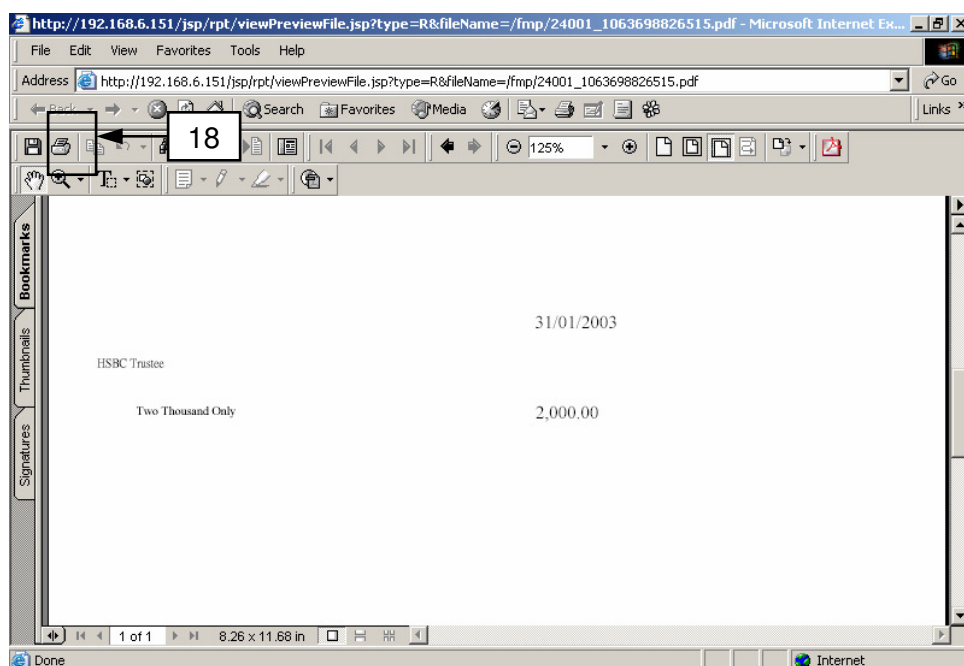 http://192.168.6.151/jsp/rpt/viewPreviewFile.jsp?type=R&fileName=/fmp/24001_1063698826515.pdf - Microsoft Internet Ex...
File Edit View Favorites Tools Help
Address http://192.168.6.151/jsp/rpt/viewPreviewFile.jsp?type=R&fileName=/fmp/24001_1063698826515.pdf Go
Back Search Favorites Media Links »
18
125%
Bookmarks
Thumbnails
Signatures
31/01/2003
HSBC Trustee
Two Thousand Only 2,000.00
1 of 1 8.26 x 11.68 in
Done Internet